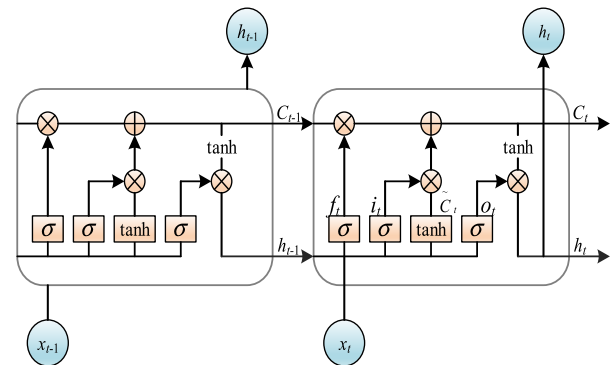 h_{t-1} h_t
C_{t-1} C_t
tanh tanh
f_t i_t C̃_t o_t
σ σ tanh σ σ σ tanh σ
h_{t-1} h_t
x_{t-1} x_t